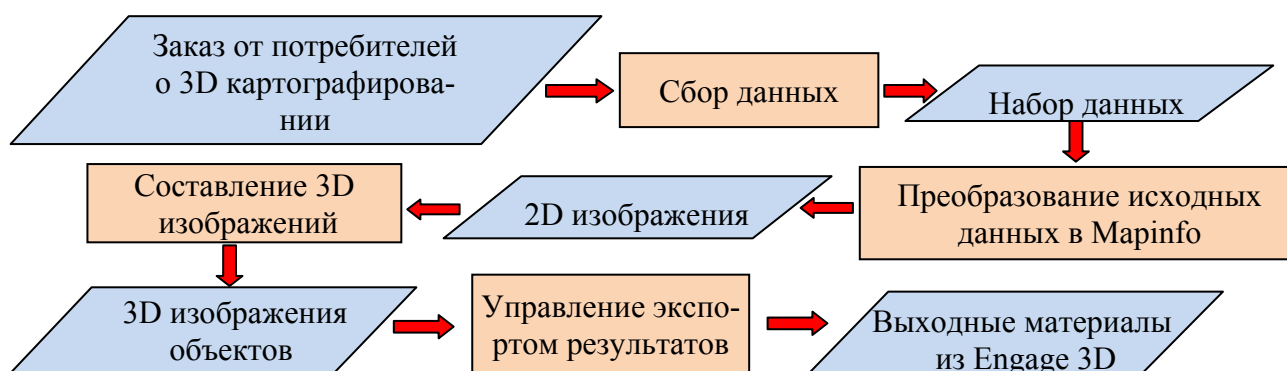 Заказ от потребителей
о 3D картографирова-
нии
Сбор данных
Набор данных
Преобразование исходных
данных в Mapinfo
2D изображения
Составление 3D
изображений
3D изображения
объектов
Управление экспо-
ртом результатов
Выходные материалы
из Engage 3D